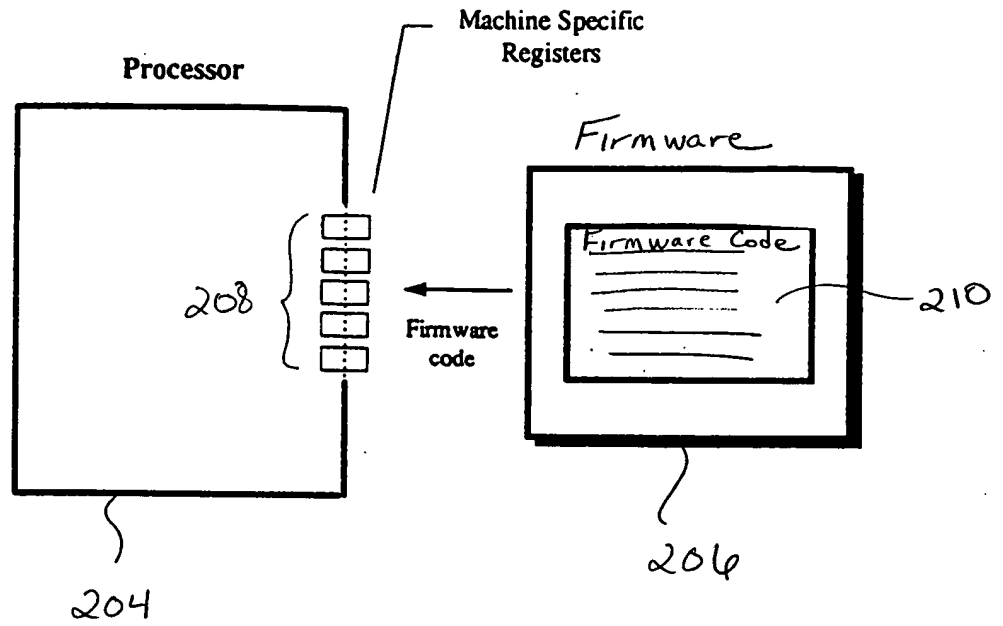 Machine Specific
Registers
Processor
Firmware
Firmware Code
208
210
Firmware
code
206
204